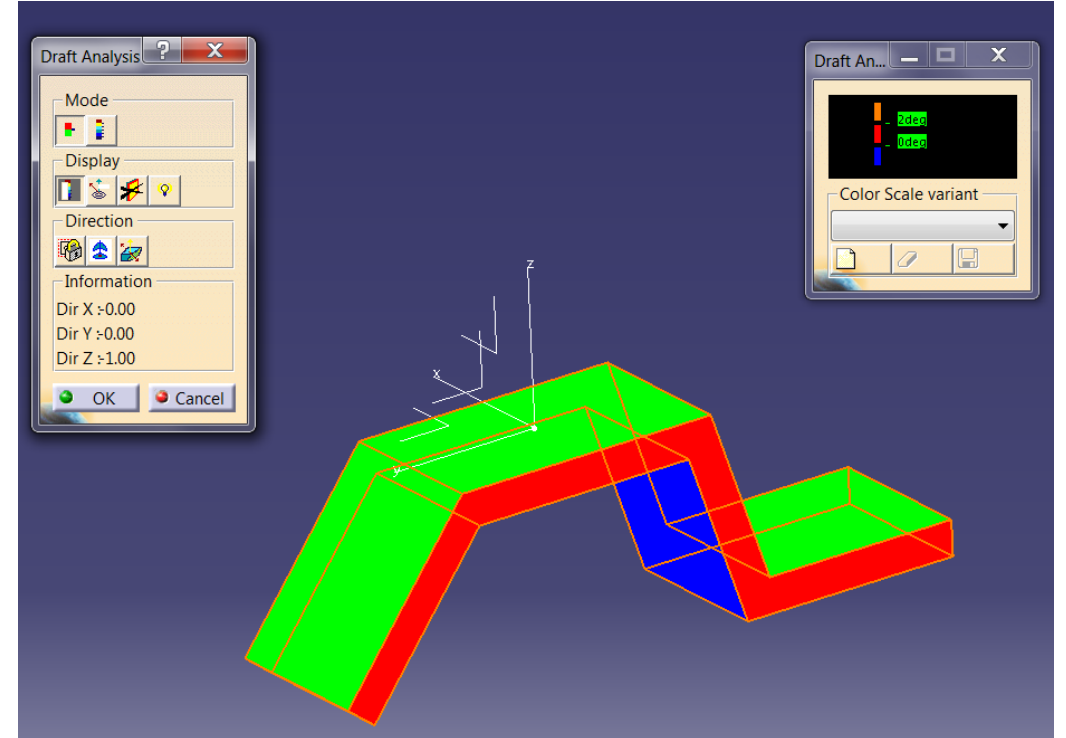 Draft Analysis
Mode
Display
Direction
Information
Dir X :-0.00
Dir Y :-0.00
Dir Z :-1.00
OK Cancel
Draft An...
2deg
0deg
Color Scale variant
z
x
y